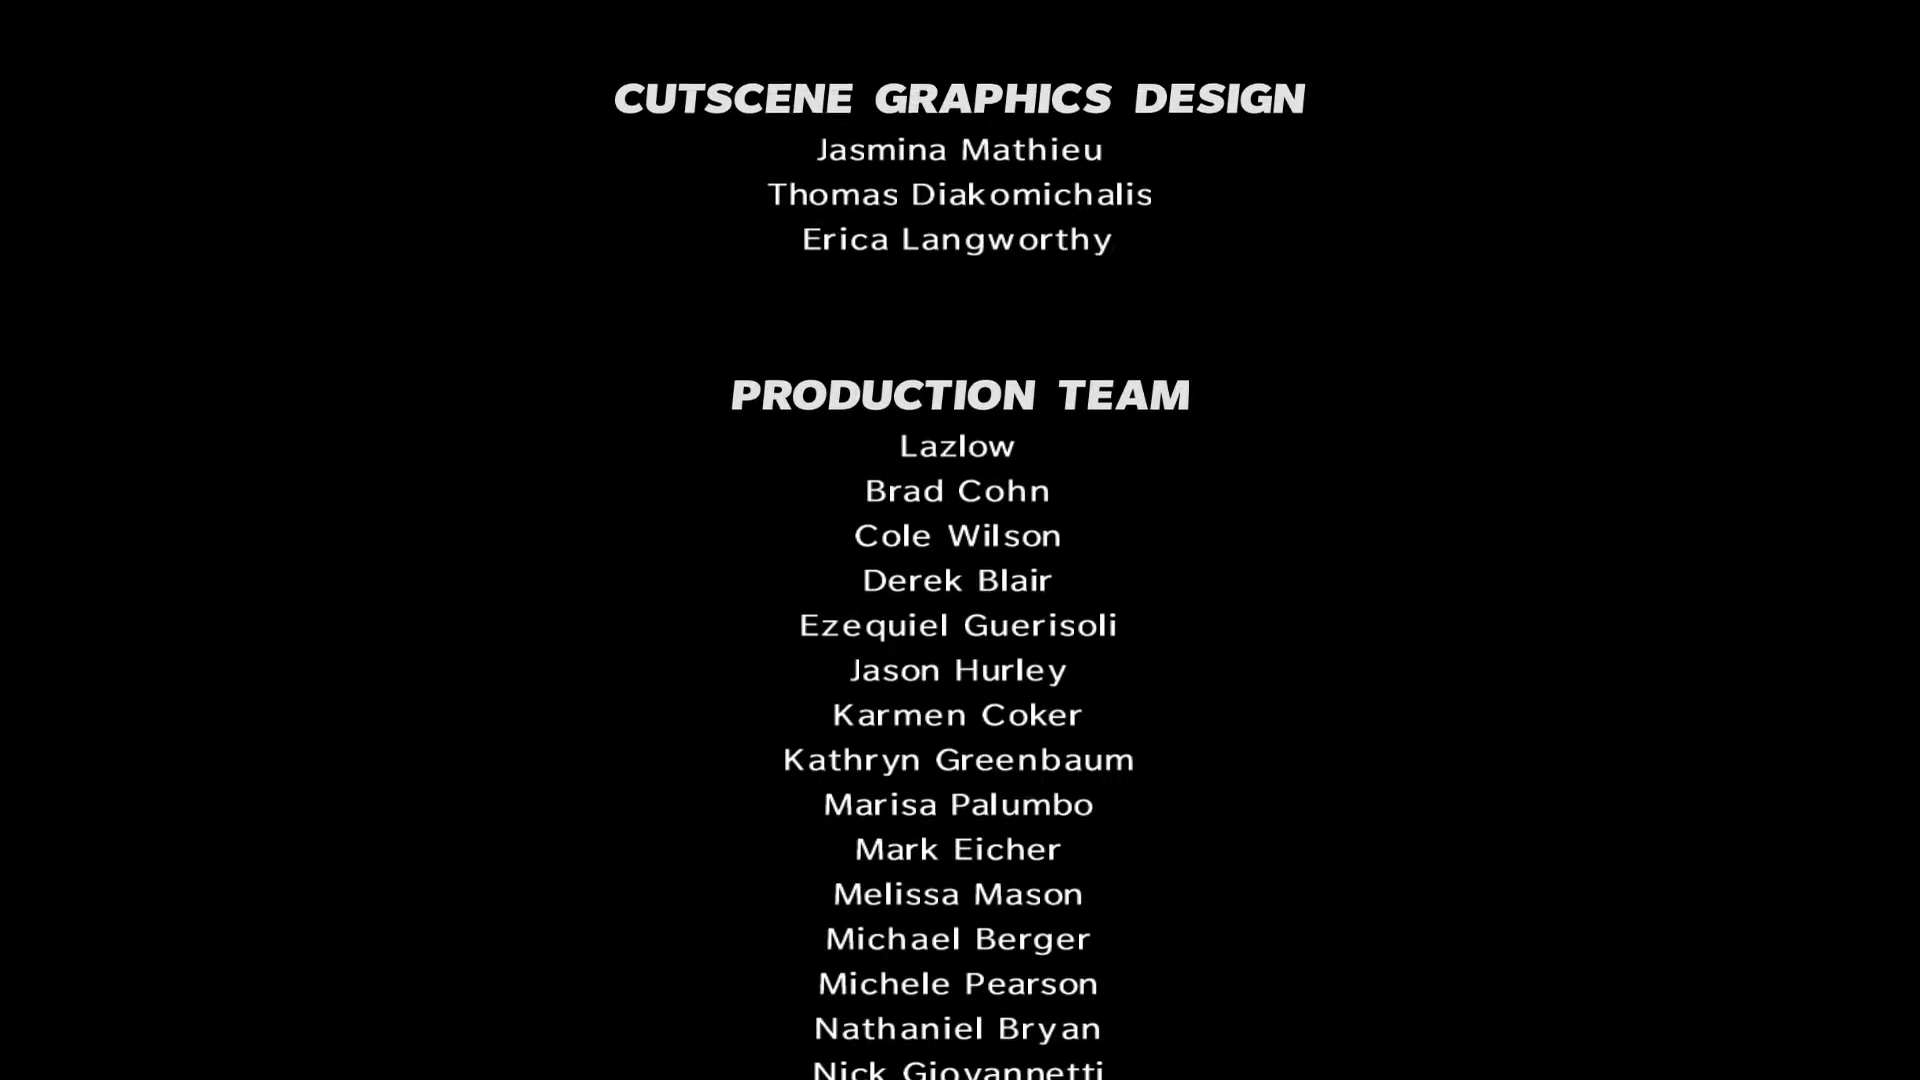 CUTSCENE GRAPHICS DESIGN
Jasmina Mathieu
Thomas Diakomichalis
Erica Langworthy
PRODUCTION TEAM
Lazlow
Brad Cohn
Cole Wilson
Derek Blair
Ezequiel Guerisoli
Jason Hurley
Karmen Coker
Kathryn Greenbaum
Marisa Palumbo
Mark Eicher
Melissa Mason
Michael Berger
Michele Pearson
Nathaniel Bryan
Nick Giovannetti